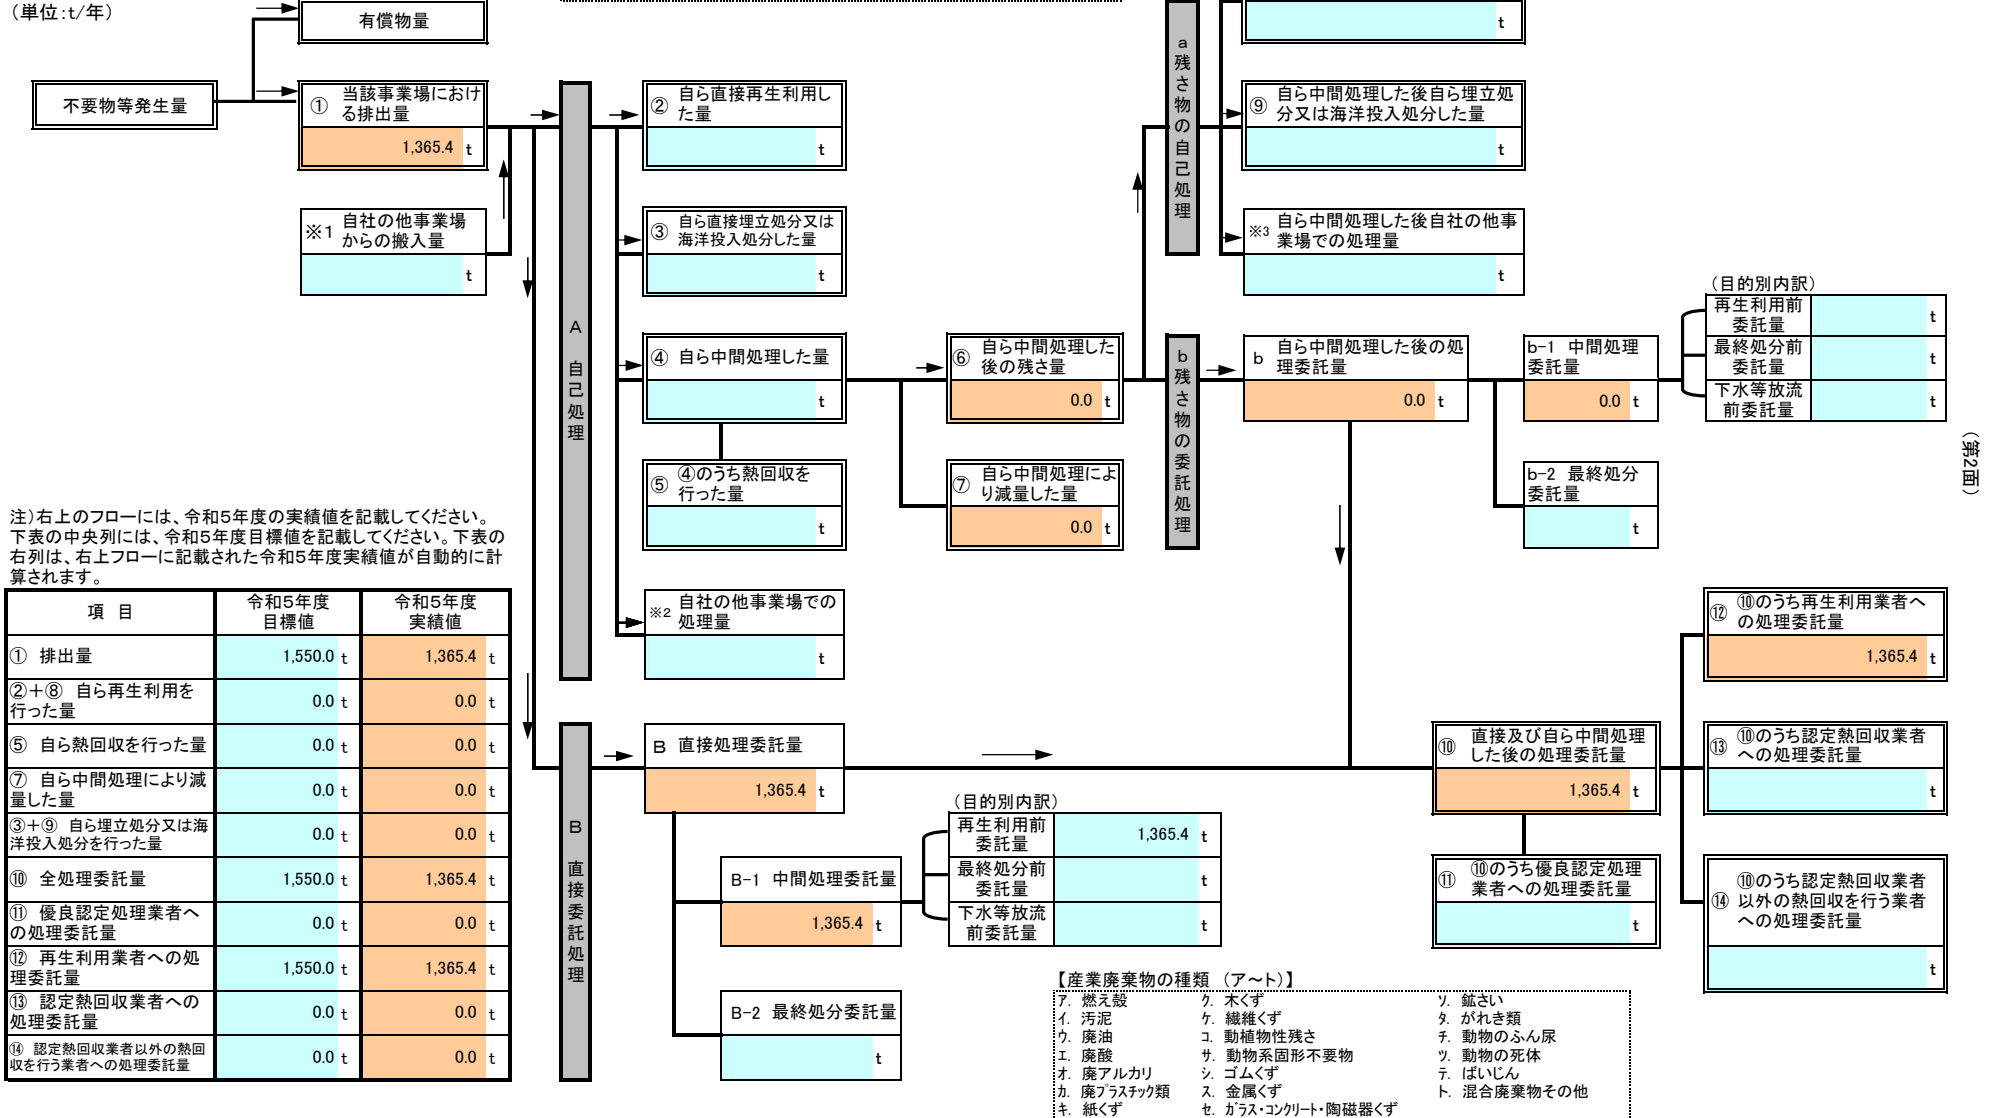 （単位：t/年）
有償物量
不要物等発生量
① 当該事業場におけ
る排出量
1,365.4 t
※1 自社の他事業場
からの搬入量
t
A 自己処理
② 自ら直接再生利用し
た量
t
③ 自ら直接埋立処分又は
海洋投入処分した量
t
④ 自ら中間処理した量
t
⑤ ④のうち熱回収を
行った量
t
※2 自社の他事業場での
処理量
t
⑥ 自ら中間処理した
後の残さ量
0.0 t
⑦ 自ら中間処理によ
り減量した量
0.0 t
a 残さ物の自己処理
t
⑨ 自ら中間処理した後自ら埋立処
分又は海洋投入処分した量
t
※3 自ら中間処理した後自社の他事
業場での処理量
t
b 残さ物の委託処理
b 自ら中間処理した後の処
理委託量
0.0 t
b-1 中間処理
委託量
0.0 t
b-2 最終処分
委託量
t
（目的別内訳）
再生利用前
委託量
t
最終処分前
委託量
t
下水等放流
前委託量
t
（第2面）
注）右上のフローには、令和5年度の実績値を記載してください。
下表の中央列には、令和5年度目標値を記載してください。下表の
右列は、右上フローに記載された令和5年度実績値が自動的に計
算されます。
項 目
令和5年度
目標値
令和5年度
実績値
① 排出量 1,550.0 t 1,365.4 t
②＋⑧ 自ら再生利用を
行った量 0.0 t 0.0 t
⑤ 自ら熱回収を行った量 0.0 t 0.0 t
⑦ 自ら中間処理により減
量した量 0.0 t 0.0 t
③＋⑨ 自ら埋立処分又は海
洋投入処分を行った量 0.0 t 0.0 t
⑩ 全処理委託量 1,550.0 t 1,365.4 t
⑪ 優良認定処理業者へ
の処理委託量 0.0 t 0.0 t
⑫ 再生利用業者への処
理委託量 1,550.0 t 1,365.4 t
⑬ 認定熱回収業者への
処理委託量 0.0 t 0.0 t
⑭ 認定熱回収業者以外の熱回
収を行う業者への処理委託量 0.0 t 0.0 t
B 直接委託処理
B 直接処理委託量
1,365.4 t
B-1 中間処理委託量
1,365.4 t
B-2 最終処分委託量
t
（目的別内訳）
再生利用前
委託量
1,365.4 t
最終処分前
委託量
t
下水等放流
前委託量
t
⑩ 直接及び自ら中間処理
した後の処理委託量
1,365.4 t
⑪ ⑩のうち優良認定処理
業者への処理委託量
t
⑫ ⑩のうち再生利用業者へ
の処理委託量
1,365.4 t
⑬ ⑩のうち認定熱回収業者
への処理委託量
t
⑭ ⑩のうち認定熱回収業者
以外の熱回収を行う業者
への処理委託量
t
【産業廃棄物の種類 （ア～ト）】
ア. 燃え殻
イ. 汚泥
ウ. 廃油
エ. 廃酸
オ. 廃アルカリ
カ. 廃プラスチック類
キ. 紙くず
ク. 木くず
ケ. 繊維くず
コ. 動植物性残さ
サ. 動物系固形不要物
シ. ゴムくず
ス. 金属くず
セ. ガラス・コンクリート・陶磁器くず
ソ. 鉱さい
タ. がれき類
チ. 動物のふん尿
ツ. 動物の死体
テ. ばいじん
ト. 混合廃棄物その他